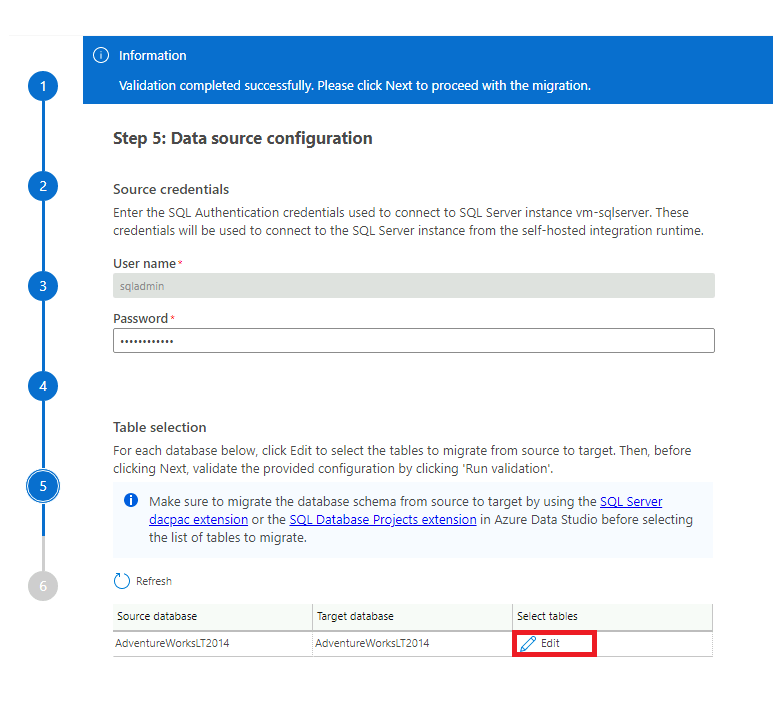 Information
Validation completed successfully. Please click Next to proceed with the migration.
1
Step 5: Data source configuration
2
Source credentials
Enter the SQL Authentication credentials used to connect to SQL Server instance vm-sqlserver. These
credentials will be used to connect to the SQL Server instance from the self-hosted integration runtime.
User name*
3
sqladmin
Password*
••••••••••••
4
Table selection
For each database below, click Edit to select the tables to migrate from source to target. Then, before
clicking Next, validate the provided configuration by clicking 'Run validation'.
5
Make sure to migrate the database schema from source to target by using the SQL Server
dacpac extension or the SQL Database Projects extension in Azure Data Studio before selecting
the list of tables to migrate.
Refresh
6
Source database Target database Select tables
AdventureWorksLT2014 AdventureWorksLT2014 Edit